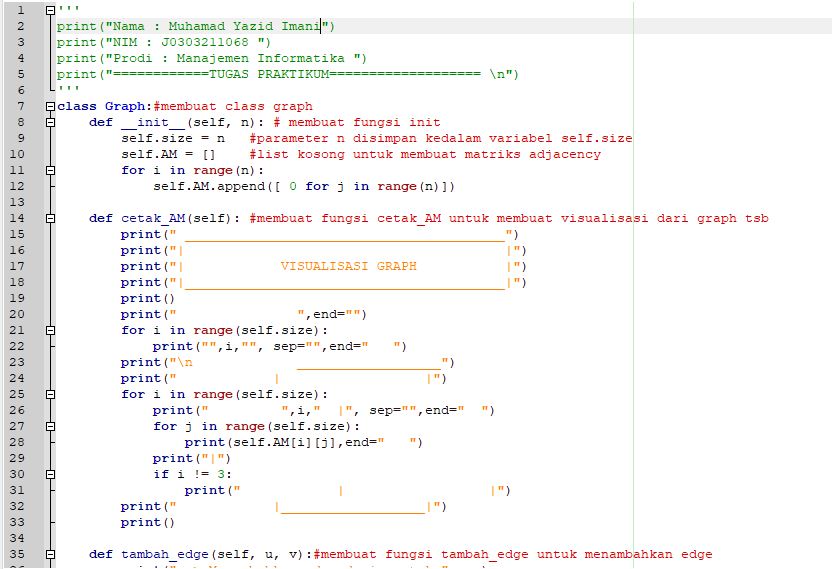 1 '''
2 print("Nama : Muhamad Yazid Imani")
3 print("NIM : J0303211068 ")
4 print("Prodi : Manajemen Informatika ")
5 print("============TUGAS PRAKTIKUM=================== \n")
6 '''
7 class Graph:#membuat class graph
8     def __init__(self, n): # membuat fungsi init
9         self.size = n   #parameter n disimpan kedalam variabel self.size
10         self.AM = []    #list kosong untuk membuat matriks adjacency
11         for i in range(n):
12             self.AM.append([ 0 for j in range(n)])
13
14     def cetak_AM(self): #membuat fungsi cetak_AM untuk membuat visualisasi dari graph tsb
15         print(" ________________________________________")
16         print("|                                        |")
17         print("|            VISUALISASI GRAPH           |")
18         print("|________________________________________|")
19         print()
20         print("               ",end="")
21         for i in range(self.size):
22             print("",i,"", sep="",end="   ")
23         print("\n             __________________")
24         print("            |                  |")
25         for i in range(self.size):
26             print("         ",i,"  |", sep="",end="  ")
27             for j in range(self.size):
28                 print(self.AM[i][j],end="   ")
29             print("|")
30             if i != 3:
31                 print("            |                  |")
32         print("            |__________________|")
33         print()
34
35     def tambah_edge(self, u, v):#membuat fungsi tambah_edge untuk menambahkan edge